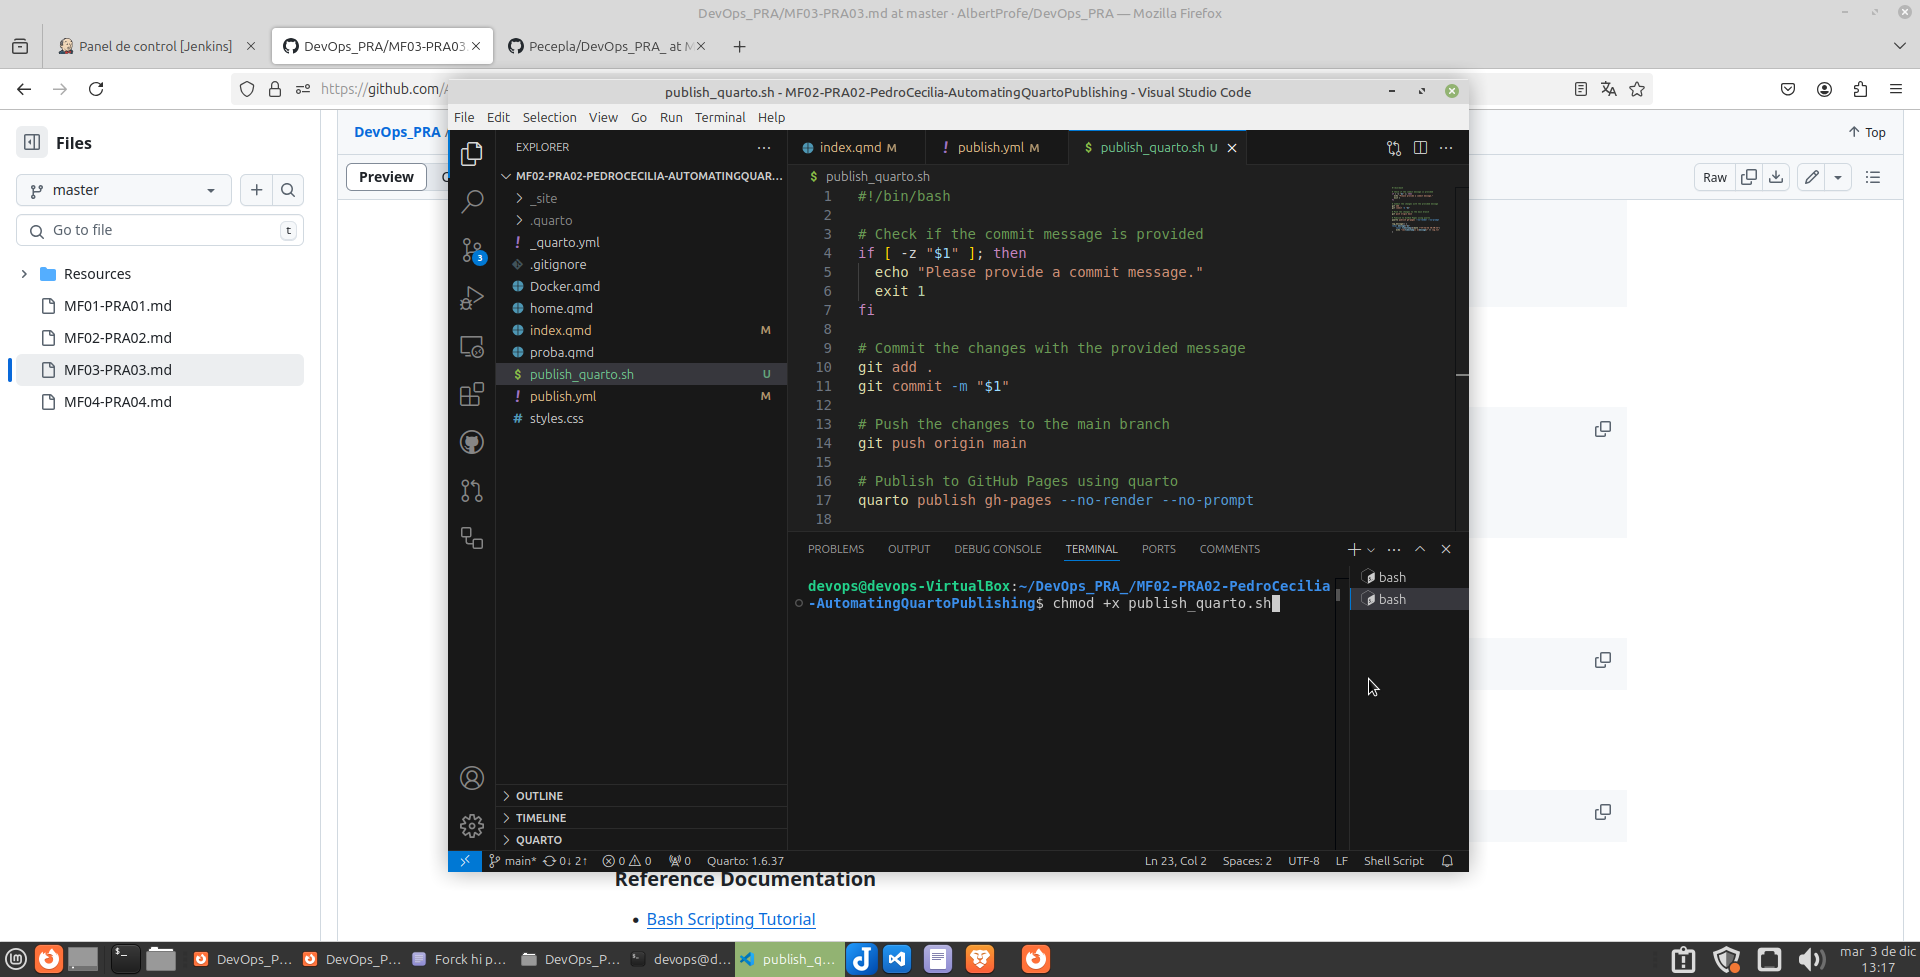 DevOps_PRA/MF03-PRA03.md at master · AlbertProfe/DevOps_PRA — Mozilla Firefox
Panel de control [Jenkins]
DevOps_PRA/MF03-PRA03
Pecepla/DevOps_PRA_ at M
https://github.com/A
Files
master
Go to file
t
Resources
MF01-PRA01.md
MF02-PRA02.md
MF03-PRA03.md
MF04-PRA04.md
DevOps_PRA /
Top
Preview
Raw
publish_quarto.sh - MF02-PRA02-PedroCecilia-AutomatingQuartoPublishing - Visual Studio Code
File Edit Selection View Go Run Terminal Help
EXPLORER
MF02-PRA02-PEDROCECILIA-AUTOMATINGQUAR...
_site
.quarto
_quarto.yml
.gitignore
Docker.qmd
home.qmd
index.qmd M
proba.qmd
publish_quarto.sh U
publish.yml M
styles.css
OUTLINE
TIMELINE
QUARTO
3
index.qmd M
publish.yml M
publish_quarto.sh U
$ publish_quarto.sh
1 #!/bin/bash
2
3 # Check if the commit message is provided
4 if [ -z "$1" ]; then
5 echo "Please provide a commit message."
6 exit 1
7 fi
8
9 # Commit the changes with the provided message
10 git add .
11 git commit -m "$1"
12
13 # Push the changes to the main branch
14 git push origin main
15
16 # Publish to GitHub Pages using quarto
17 quarto publish gh-pages --no-render --no-prompt
18
PROBLEMS OUTPUT DEBUG CONSOLE TERMINAL PORTS COMMENTS
devops@devops-VirtualBox:~/DevOps_PRA_/MF02-PRA02-PedroCecilia
-AutomatingQuartoPublishing$ chmod +x publish_quarto.sh
bash
bash
main* 0↓ 2↑ 0 0 0 Quarto: 1.6.37
Ln 23, Col 2 Spaces: 2 UTF-8 LF Shell Script
Reference Documentation
Bash Scripting Tutorial
DevOps_P...
DevOps_P...
Forck hi p...
DevOps_P...
devops@d...
publish_q...
mar 3 de dic
13:17